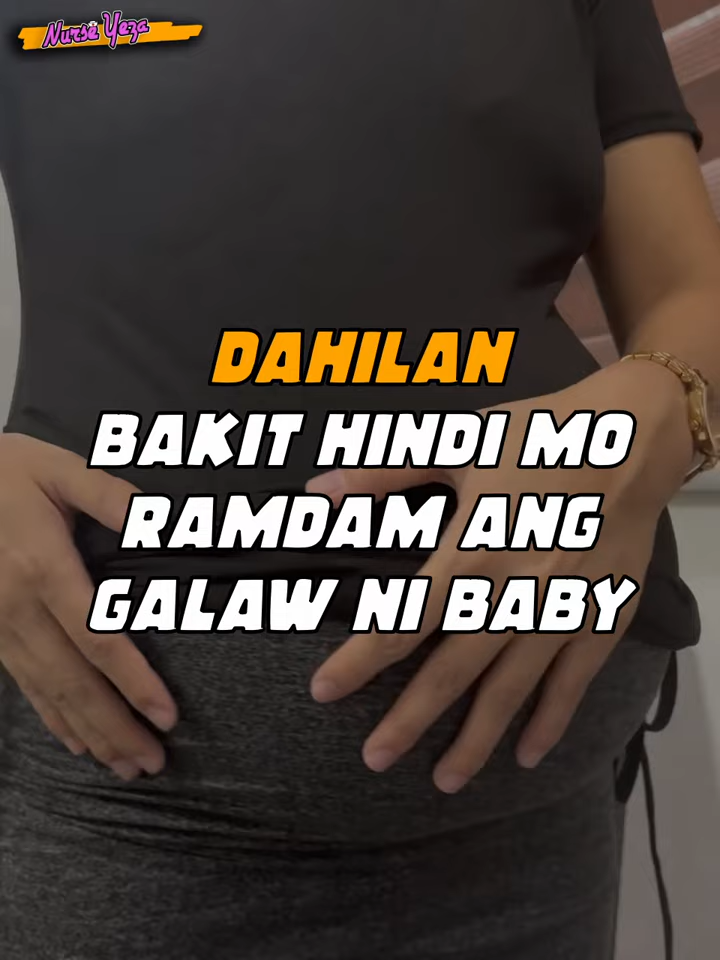 Nurse Yeza
DAHILAN
BAKIT HINDI MO
RAMDAM ANG
GALAW NI BABY